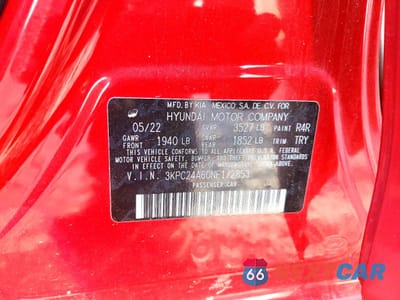 MFD. BY KIA MEXICO S.A. DE C.V. FOR
HYUNDAI MOTOR COMPANY
05/22 GVWR 3527 LB PAINT R4R
GAWR FRONT 1940 LB GAWR REAR 1852 LB TRIM TRY
THIS VEHICLE CONFORMS TO ALL APPLICABLE U.S. FEDERAL
MOTOR VEHICLE SAFETY, BUMPER, AND THEFT PREVENTION
STANDARDS IN EFFECT ON THE DATE OF MANUFACTURE SHOWN ABOVE.
V.I.N. 3KPC24A60NE172853
PASSENGER CAR
66 CAR